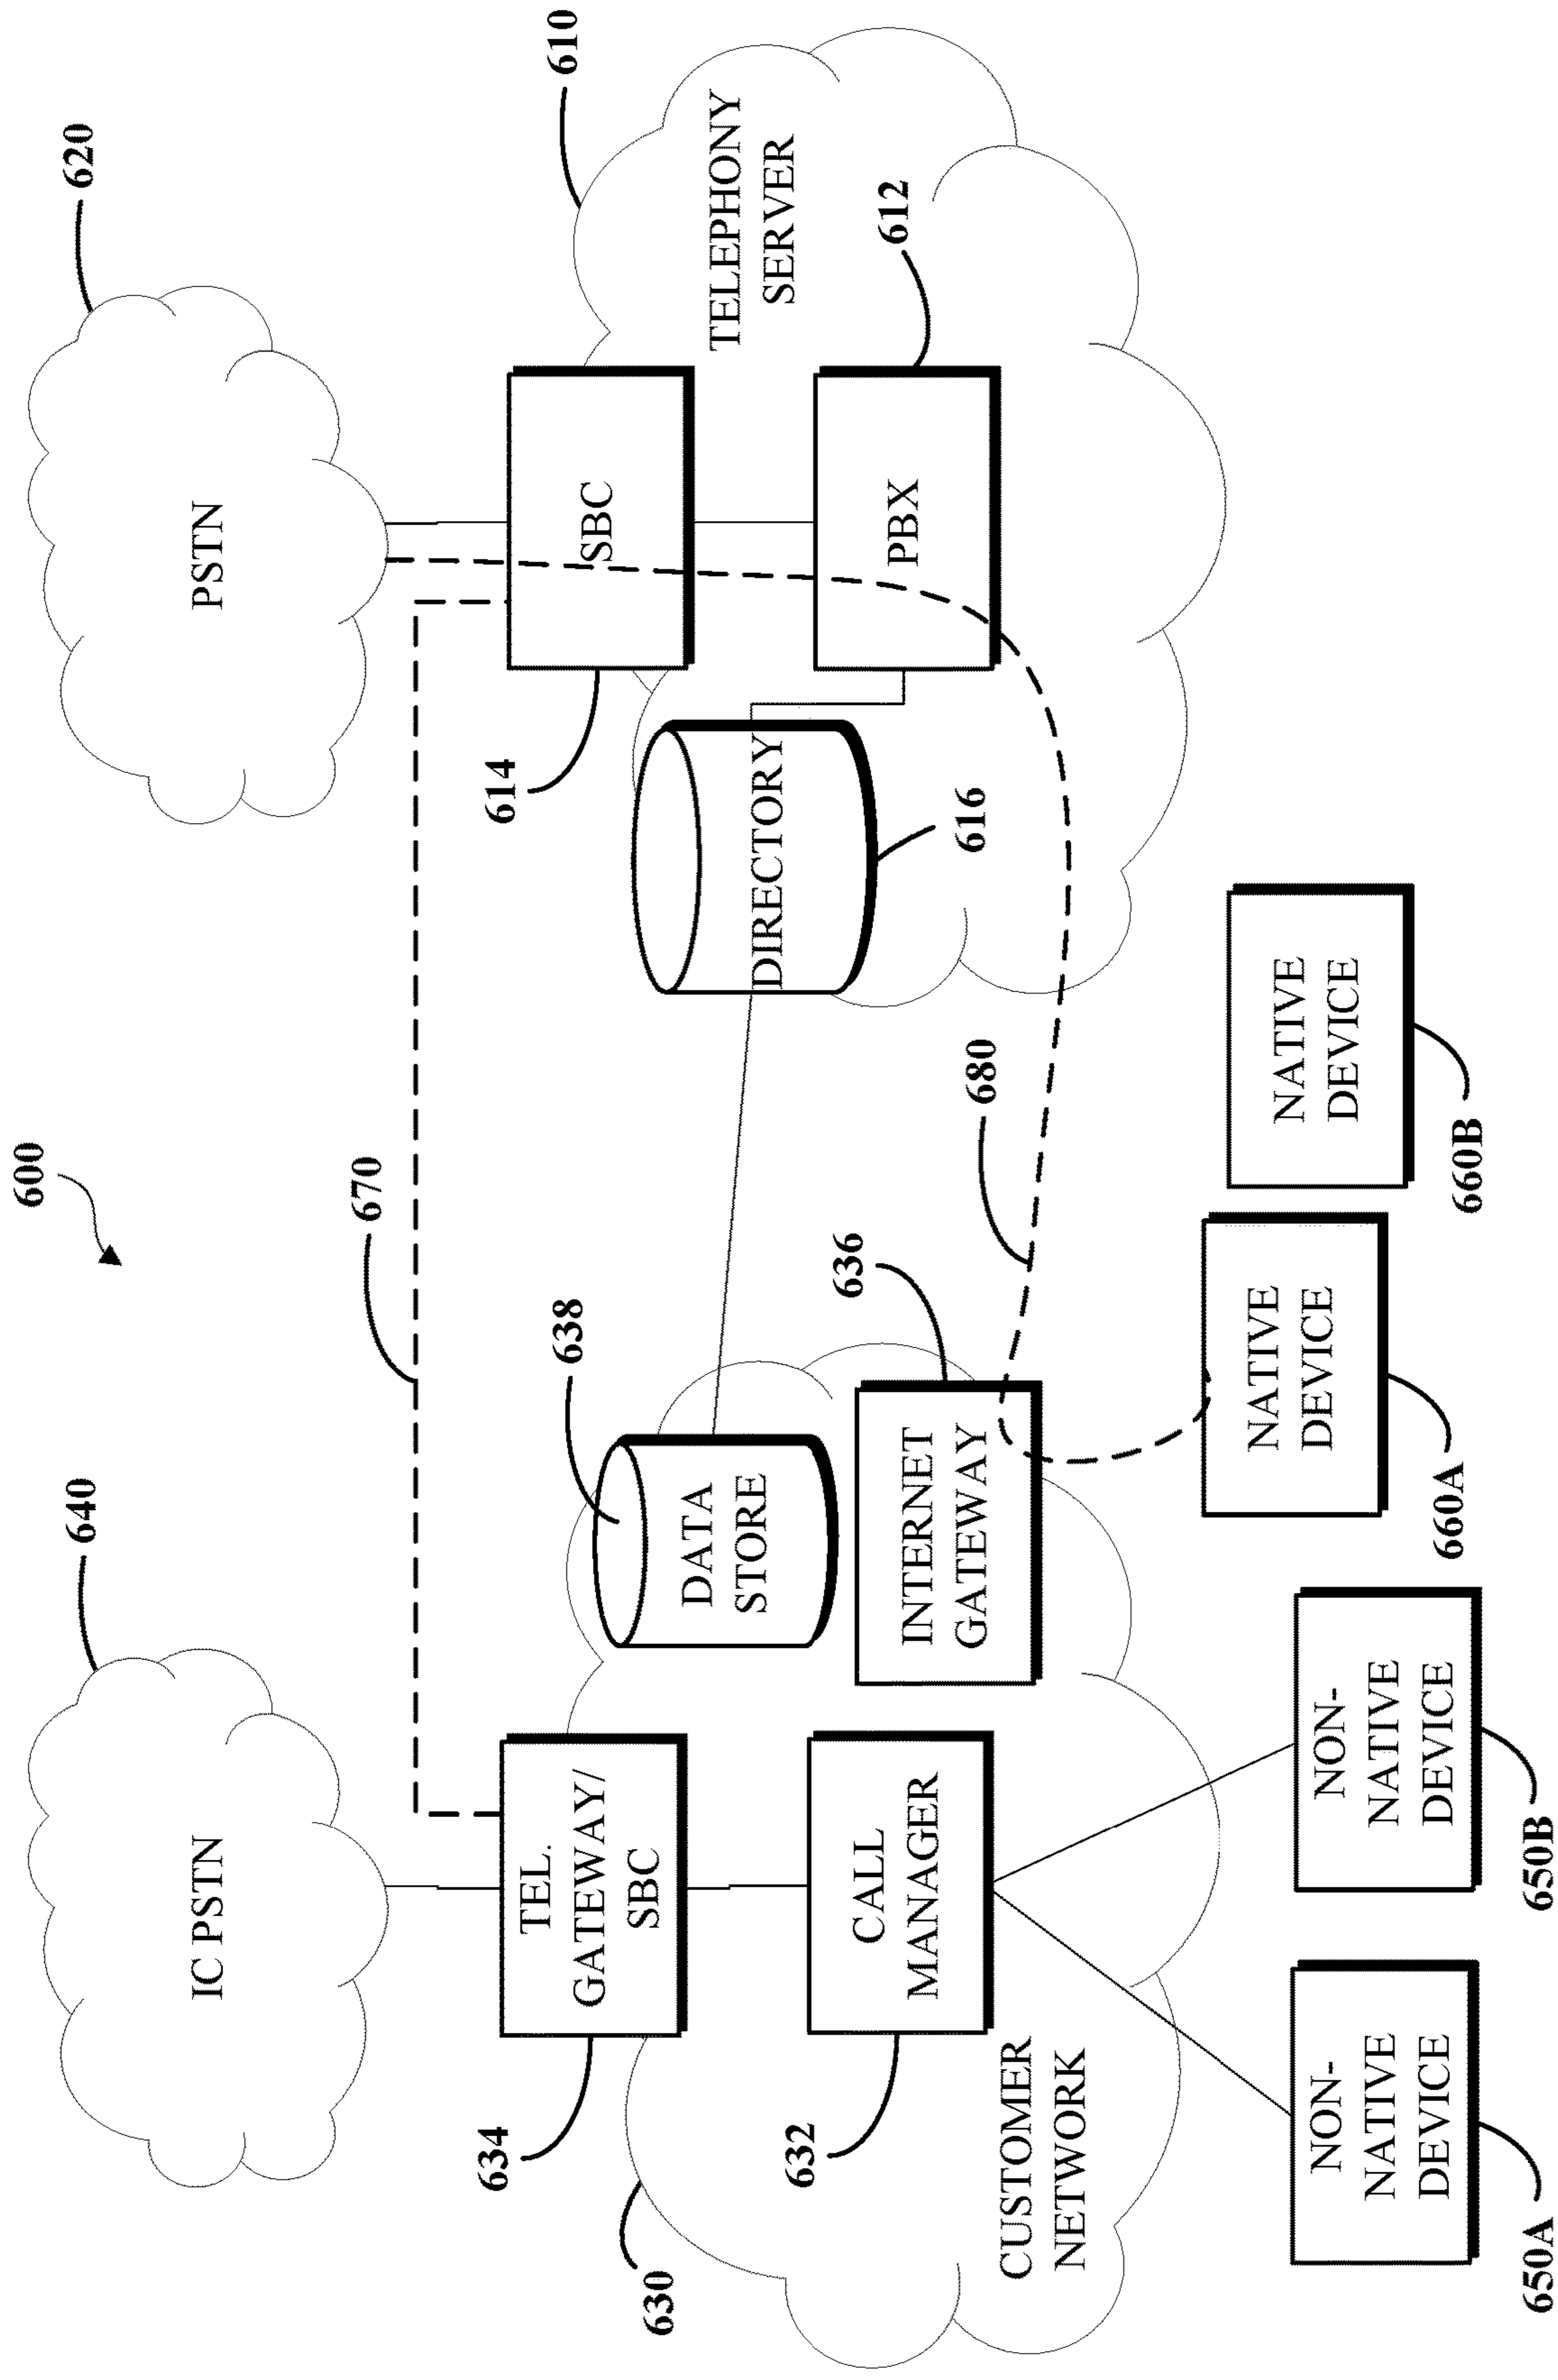 600
640
620
IC PSTN
PSTN
670
634
TEL.
GATEWAY/
SBC
638
DATA
STORE
614
SBC
610
TELEPHONY
SERVER
DIRECTORY
616
630
632
CALL
MANAGER
INTERNET
GATEWAY
636
680
PBX
612
CUSTOMER
NETWORK
NON-
NATIVE
DEVICE
650A
NON-
NATIVE
DEVICE
650B
NATIVE
DEVICE
660A
NATIVE
DEVICE
660B